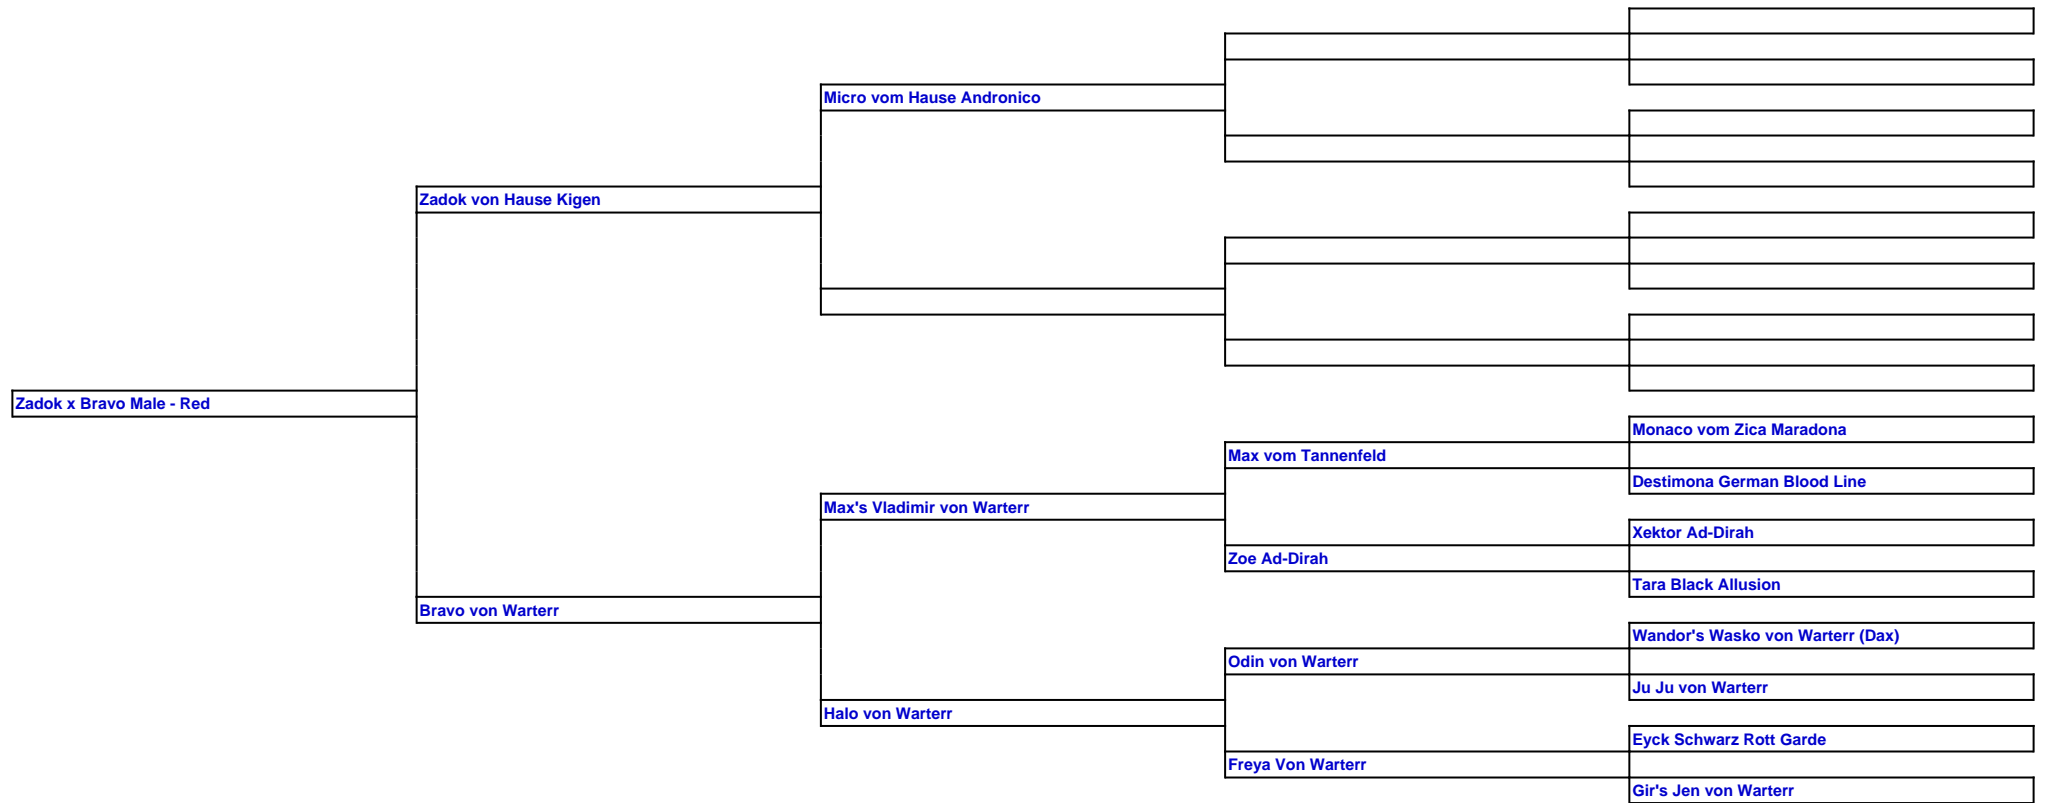 Micro vom Hause Andronico
Zadok von Hause Kigen
Zadok x Bravo Male - Red
Monaco vom Zica Maradona
Max vom Tannenfeld
Destimona German Blood Line
Max's Vladimir von Warterr
Xektor Ad-Dirah
Zoe Ad-Dirah
Tara Black Allusion
Bravo von Warterr
Wandor's Wasko von Warterr (Dax)
Odin von Warterr
Ju Ju von Warterr
Halo von Warterr
Eyck Schwarz Rott Garde
Freya Von Warterr
Gir's Jen von Warterr